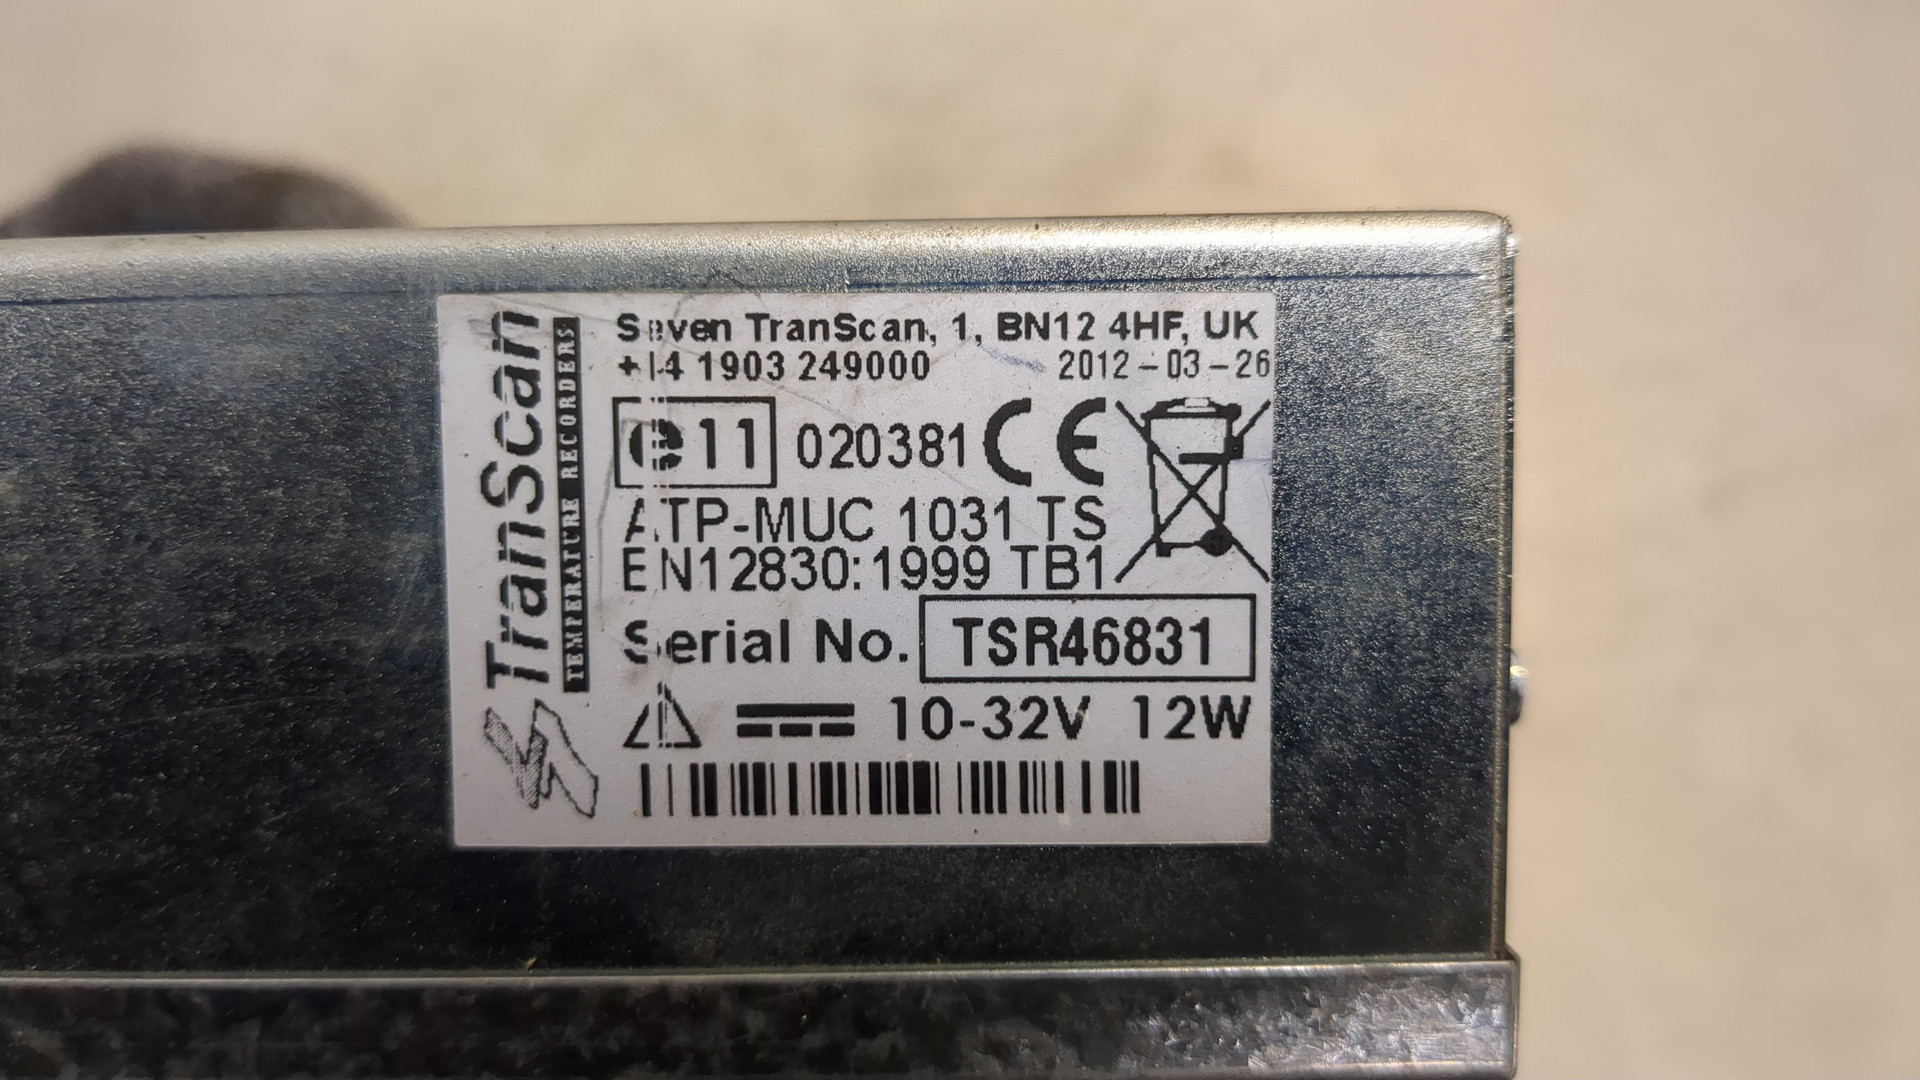 TranScan
TEMPERATURE RECORDERS
Seven TranScan, 1, BN12 4HF, UK
+44 1903 249000 2012-03-26
e11 020381 CE
ATP-MUC 1031 TS
EN12830:1999 TB1
Serial No. TSR46831
10-32V 12W